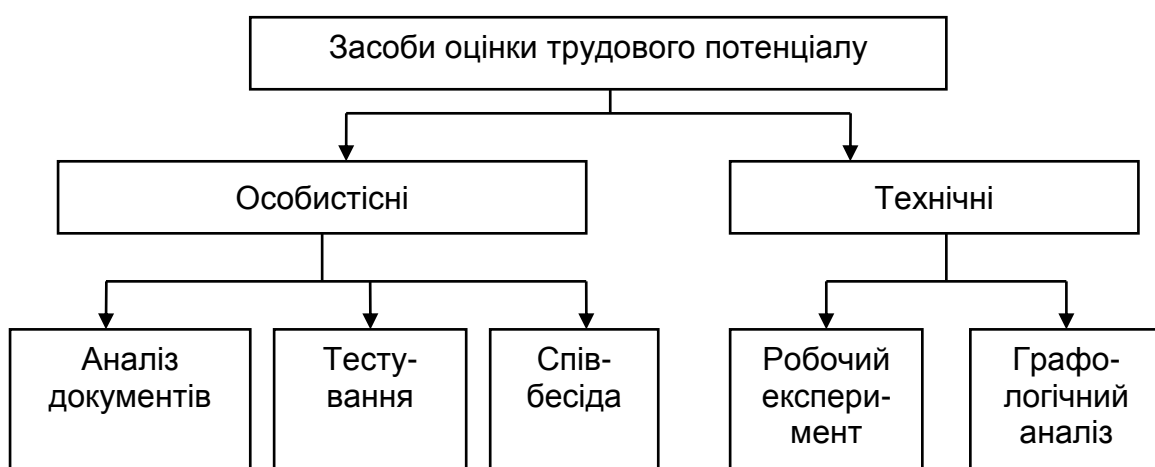 Засоби оцінки трудового потенціалу
Особистісні
Технічні
Аналіз
документів
Тесту-
вання
Спів-
бесіда
Робочий
експери-
мент
Графо-
логічний
аналіз